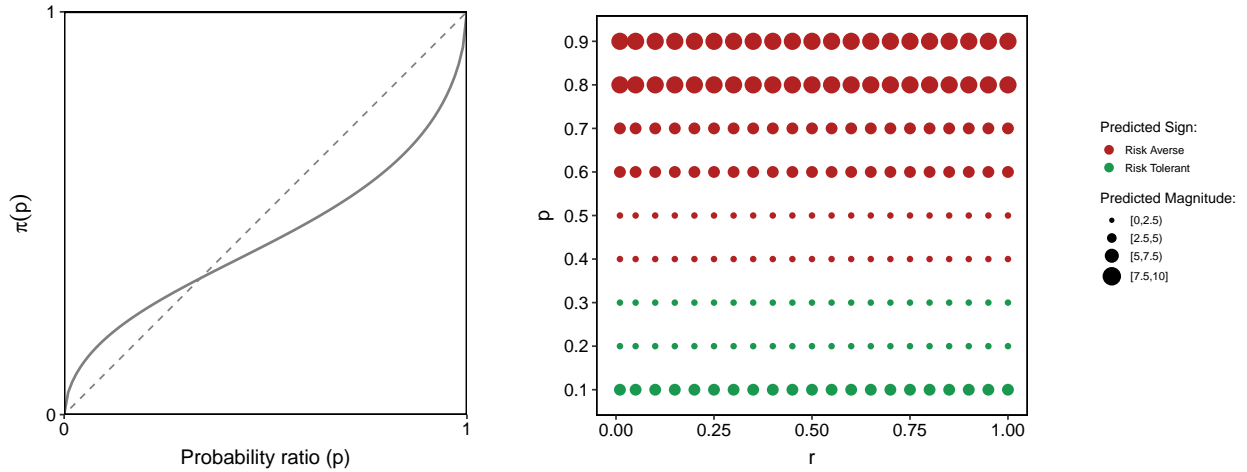 1
π(p)
0
0
1
Probability ratio (p)
p
0.9
0.8
0.7
0.6
0.5
0.4
0.3
0.2
0.1
0.00
0.25
0.50
0.75
1.00
r
Predicted Sign:
Risk Averse
Risk Tolerant
Predicted Magnitude:
[0,2.5)
[2.5,5)
[5,7.5)
[7.5,10]